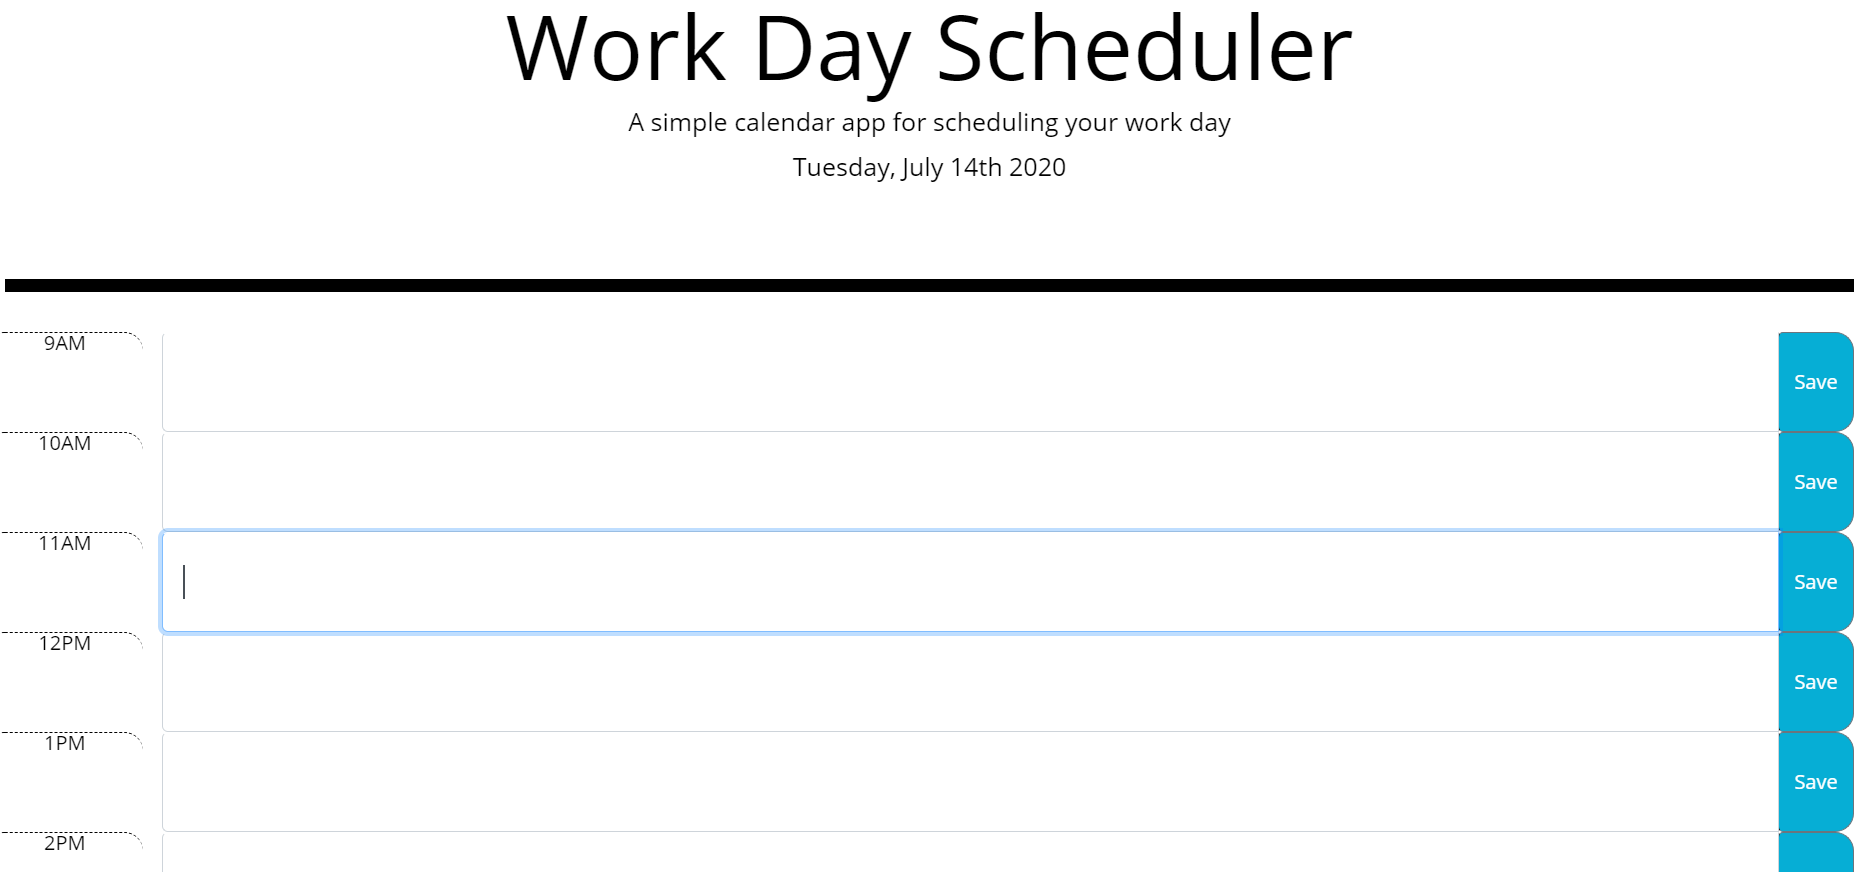 Work Day Scheduler
A simple calendar app for scheduling your work day
Tuesday, July 14th 2020
9AM
Save
10AM
Save
11AM
Save
12PM
Save
1PM
Save
2PM